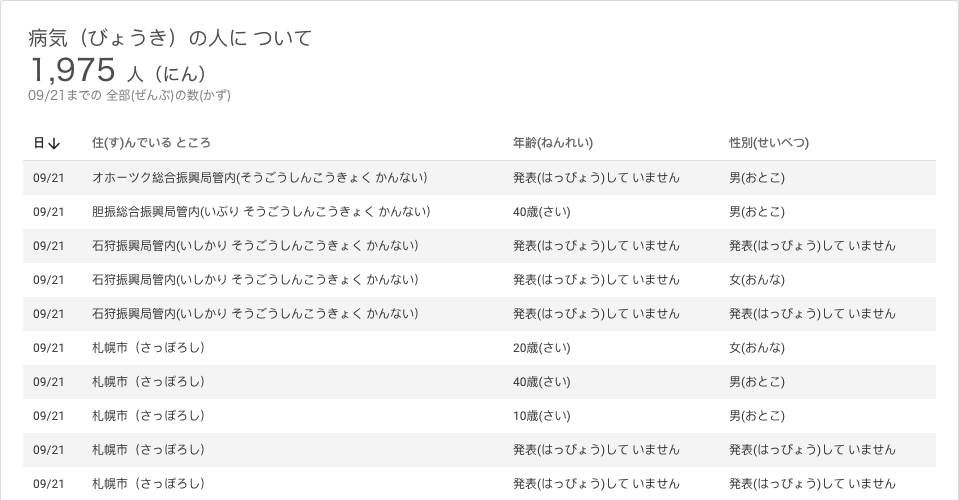 病気（びょうき）の人に ついて
1,975 人（にん）
09/21までの 全部(ぜんぶ)の数(かず)
日↓ 住(す)んでいる ところ 年齢(ねんれい) 性別(せいべつ)
09/21 オホーツク総合振興局管内(そうごうしんこうきょく かんない) 発表(はっぴょう)して いません 男(おとこ)
09/21 胆振総合振興局管内(いぶり そうごうしんこうきょく かんない) 40歳(さい) 男(おとこ)
09/21 石狩振興局管内(いしかり そうごうしんこうきょく かんない) 発表(はっぴょう)して いません 発表(はっぴょう)して いません
09/21 石狩振興局管内(いしかり そうごうしんこうきょく かんない) 発表(はっぴょう)して いません 女(おんな)
09/21 石狩振興局管内(いしかり そうごうしんこうきょく かんない) 発表(はっぴょう)して いません 発表(はっぴょう)して いません
09/21 札幌市（さっぽろし） 20歳(さい) 女(おんな)
09/21 札幌市（さっぽろし） 40歳(さい) 男(おとこ)
09/21 札幌市（さっぽろし） 10歳(さい) 男(おとこ)
09/21 札幌市（さっぽろし） 発表(はっぴょう)して いません 発表(はっぴょう)して いません
09/21 札幌市（さっぽろし） 発表(はっぴょう)して いません 発表(はっぴょう)して いません